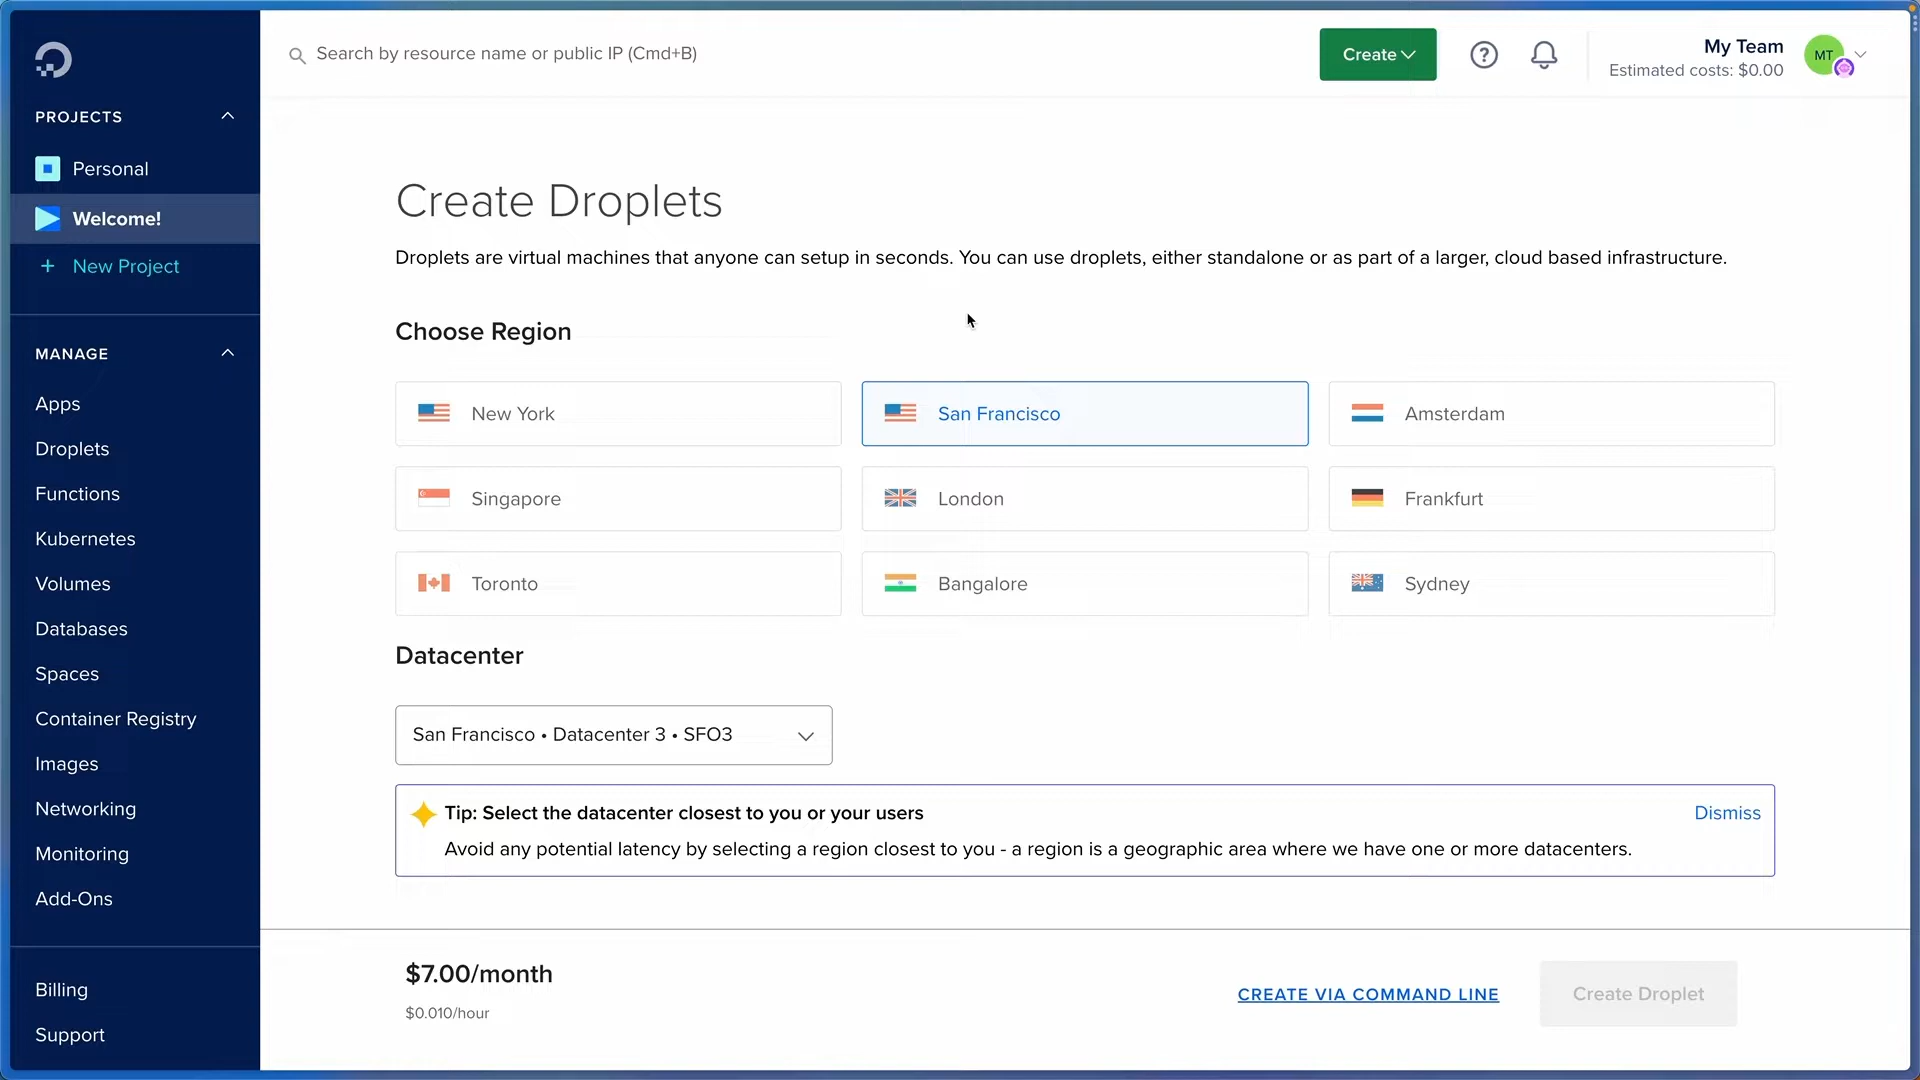 Search by resource name or public IP (Cmd+B)
Create
My Team
Estimated costs: $0.00
MT
PROJECTS
Personal
Welcome!
+ New Project
MANAGE
Apps
Droplets
Functions
Kubernetes
Volumes
Databases
Spaces
Container Registry
Images
Networking
Monitoring
Add-Ons
Billing
Support
Create Droplets
Droplets are virtual machines that anyone can setup in seconds. You can use droplets, either standalone or as part of a larger, cloud based infrastructure.
Choose Region
New York
San Francisco
Amsterdam
Singapore
London
Frankfurt
Toronto
Bangalore
Sydney
Datacenter
San Francisco • Datacenter 3 • SFO3
Tip: Select the datacenter closest to you or your users
Dismiss
Avoid any potential latency by selecting a region closest to you - a region is a geographic area where we have one or more datacenters.
$7.00/month
$0.010/hour
CREATE VIA COMMAND LINE
Create Droplet